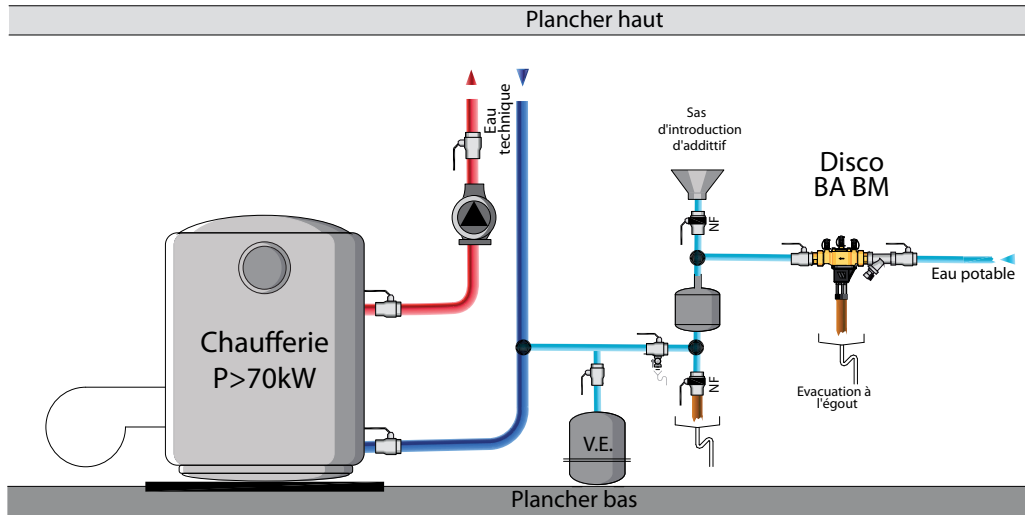 Plancher haut
Eau
technique
Sas
d'introduction
d'addittif
Disco
BA BM
NF
Eau potable
Chaufferie
P>70kW
NF
Evacuation à
l'égout
V.E.
Plancher bas